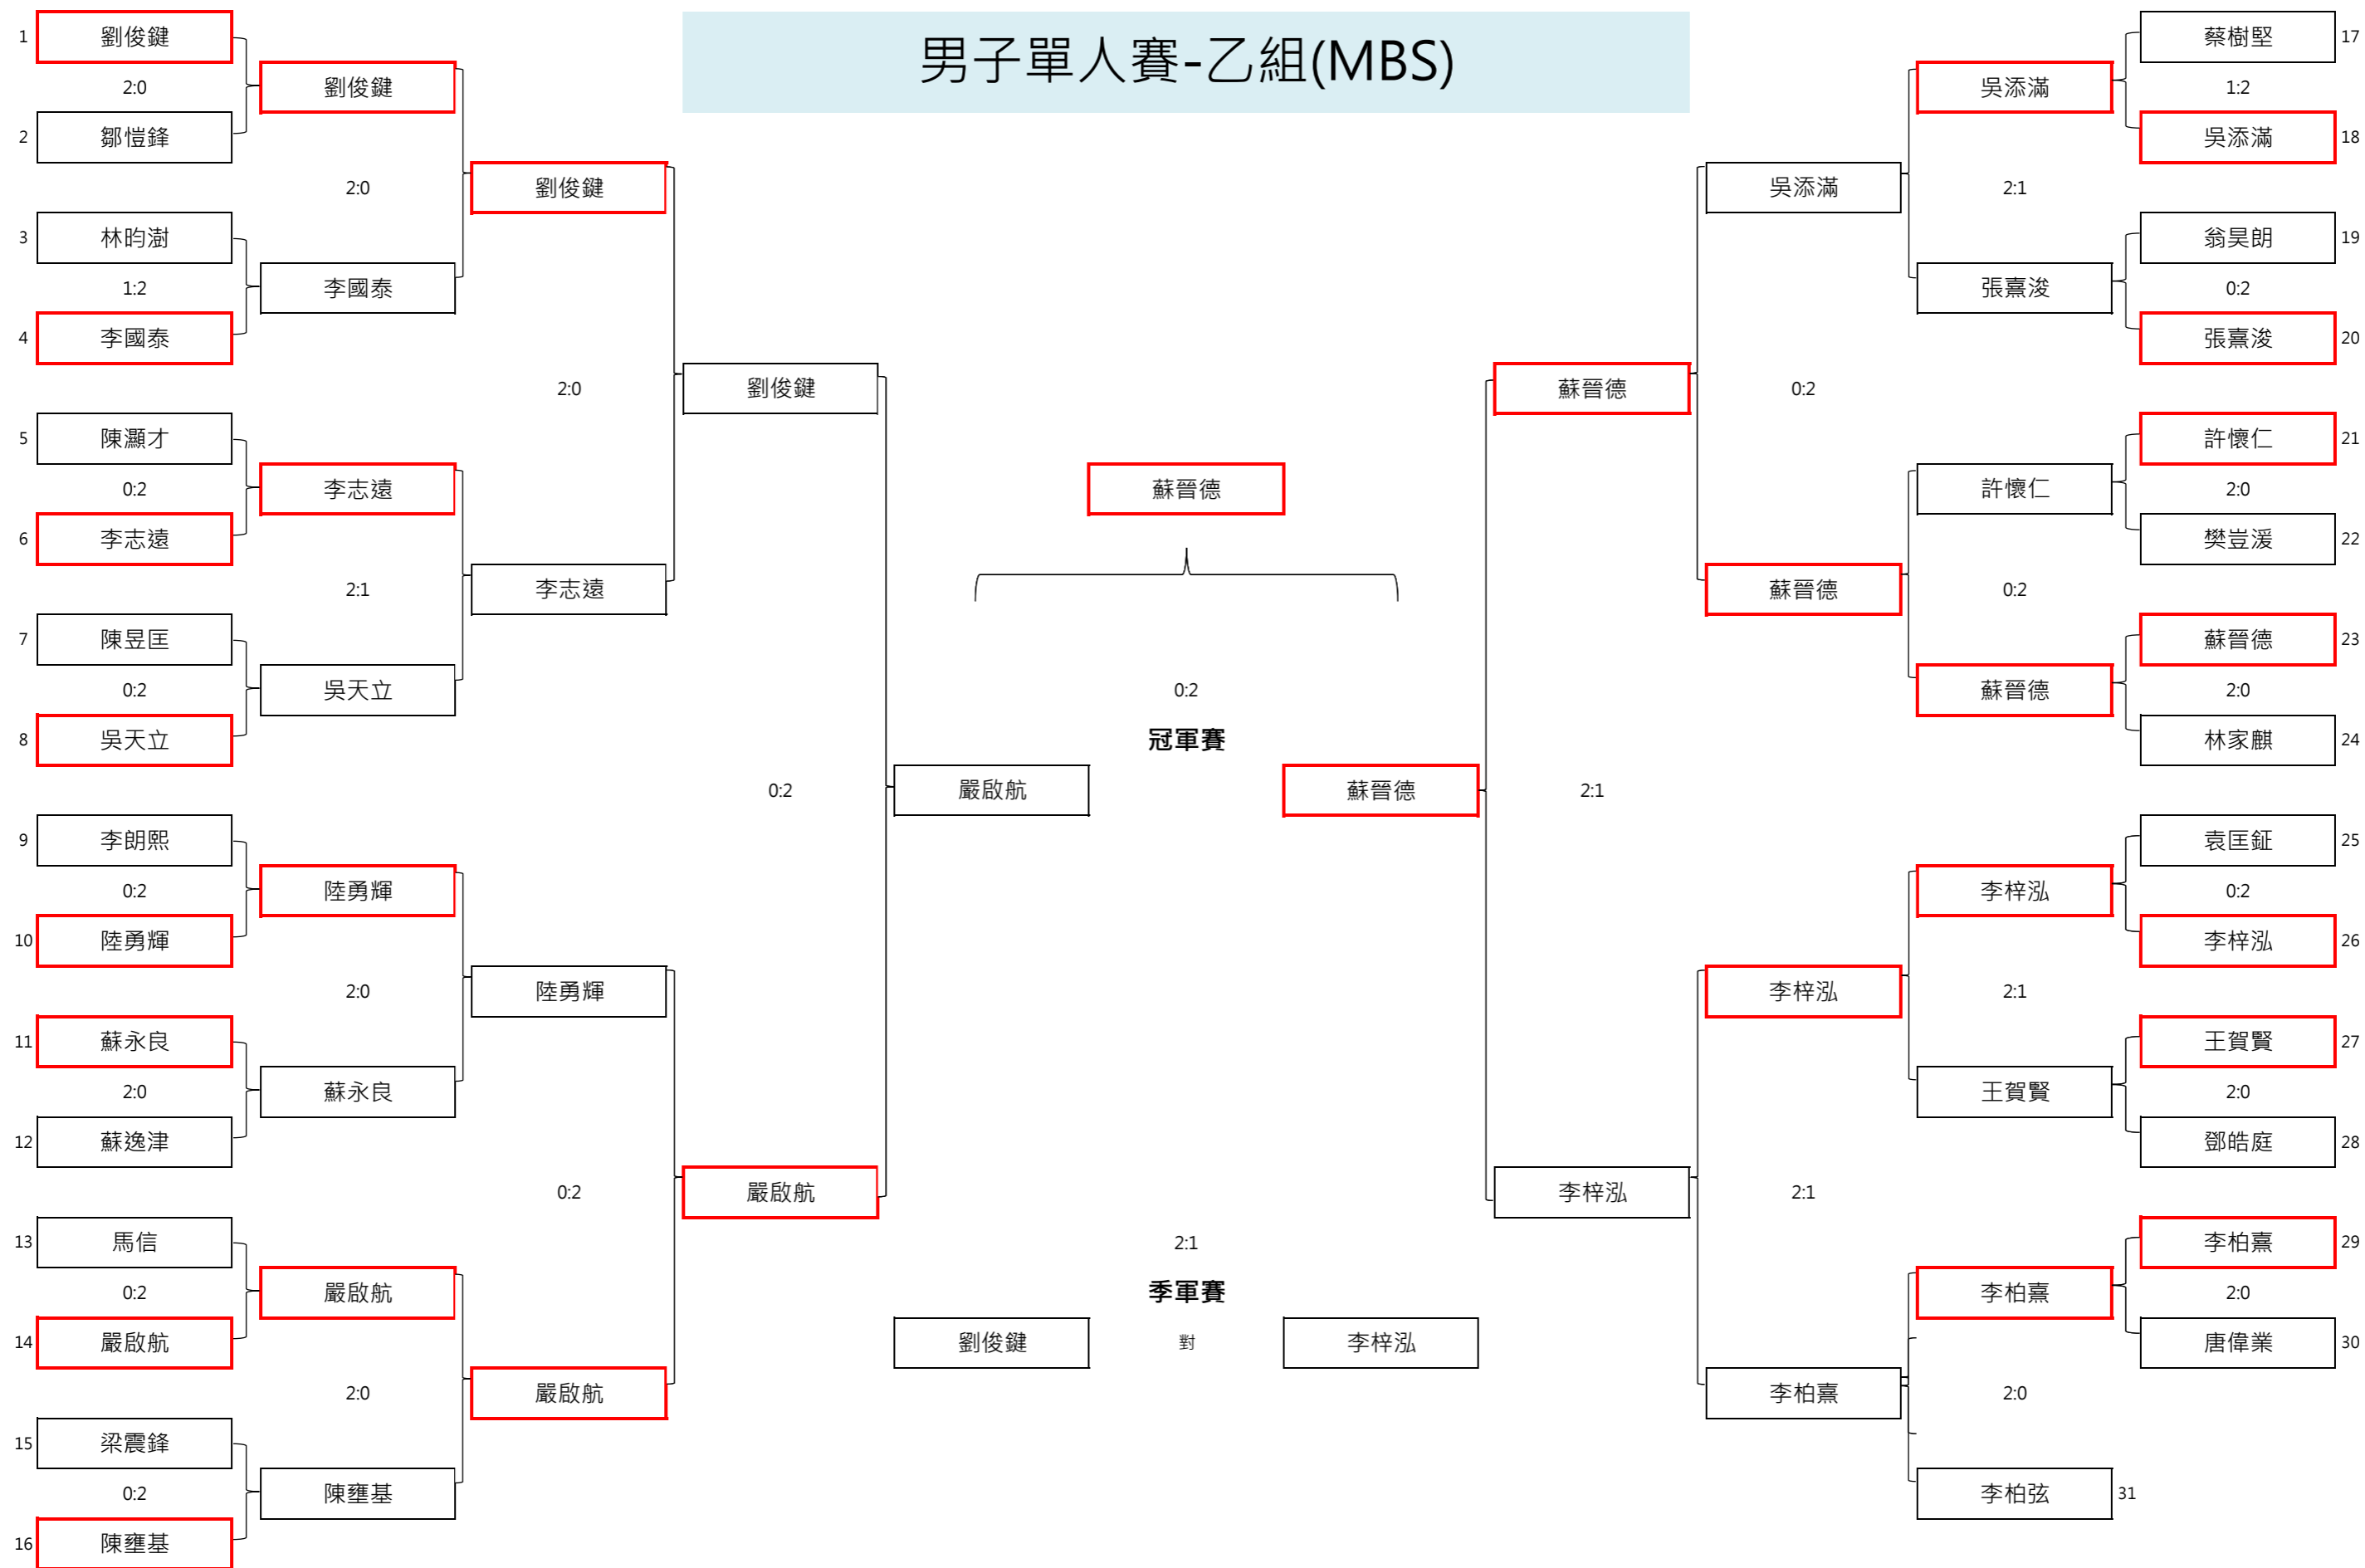 男子單人賽-乙組(MBS)
1 劉俊鍵
2:0
2 鄒愷鋒
3 林昀澍
1:2
4 李國泰
5 陳灝才
0:2
6 李志遠
7 陳昱匡
0:2
8 吳天立
9 李朗熙
0:2
10 陸勇輝
11 蘇永良
2:0
12 蘇逸津
13 馬信
0:2
14 嚴啟航
15 梁震鋒
0:2
16 陳壅基
劉俊鍵
2:0
李國泰
李志遠
2:1
吳天立
陸勇輝
2:0
蘇永良
嚴啟航
2:0
陳壅基
劉俊鍵
2:0
李志遠
陸勇輝
0:2
嚴啟航
劉俊鍵
0:2
嚴啟航
蘇晉德
0:2
冠軍賽
嚴啟航
蘇晉德
2:1
季軍賽
劉俊鍵 對 李梓泓
蘇晉德
2:1
李梓泓
吳添滿
0:2
蘇晉德
李梓泓
2:1
李柏熹
吳添滿
2:1
張熹浚
許懷仁
0:2
蘇晉德
李梓泓
2:1
王賀賢
李柏熹
2:0
李柏弦 31
蔡樹堅 17
1:2
吳添滿 18
翁昊朗 19
0:2
張熹浚 20
許懷仁 21
2:0
樊豈湲 22
蘇晉德 23
2:0
林家麒 24
袁匡鉦 25
0:2
李梓泓 26
王賀賢 27
2:0
鄧皓庭 28
李柏熹 29
2:0
唐偉業 30